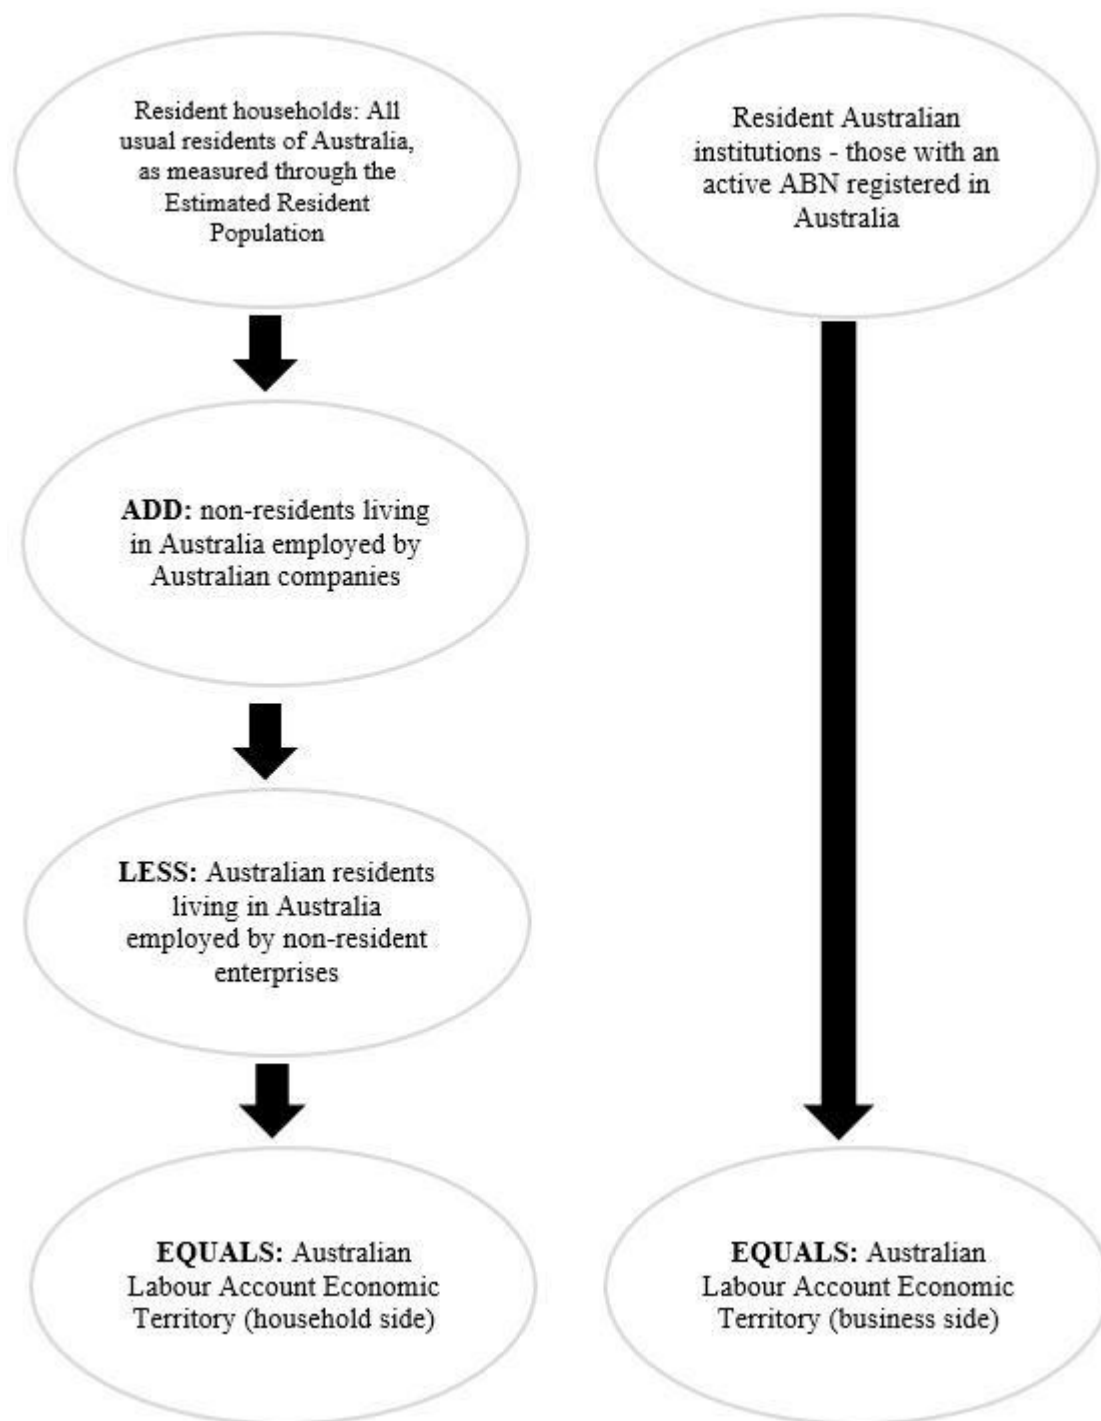 Resident households: All
usual residents of Australia,
as measured through the
Estimated Resident
Population
ADD: non-residents living
in Australia employed by
Australian companies
LESS: Australian residents
living in Australia
employed by non-resident
enterprises
EQUALS: Australian
Labour Account Economic
Territory (household side)
Resident Australian
institutions - those with an
active ABN registered in
Australia
EQUALS: Australian
Labour Account Economic
Territory (business side)